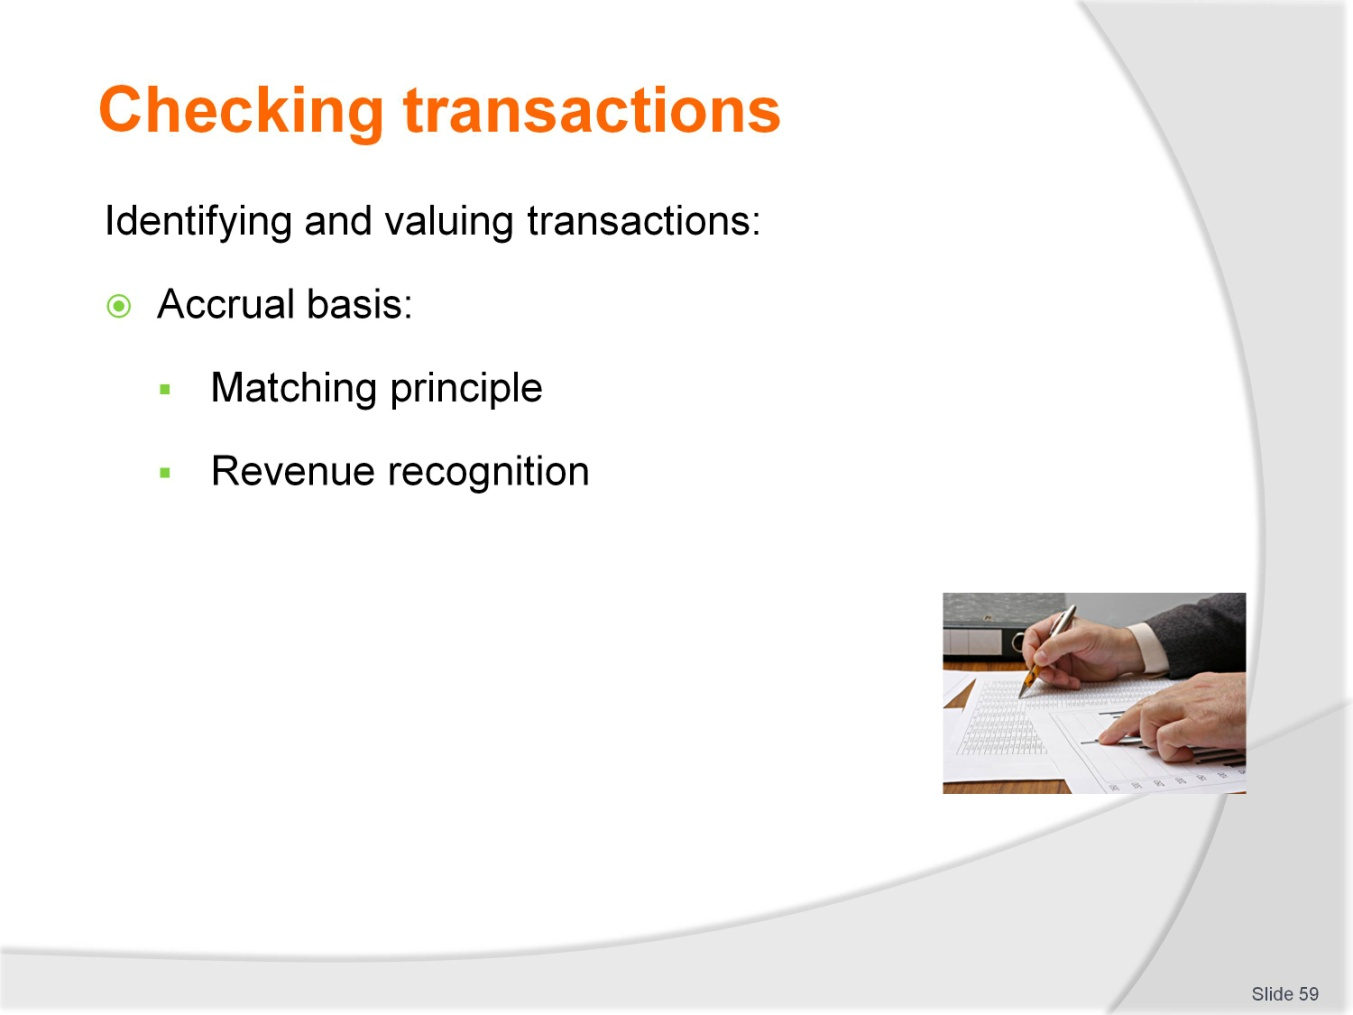 Checking transactions
Identifying and valuing transactions:
Accrual basis:
Matching principle
Revenue recognition
Slide 59